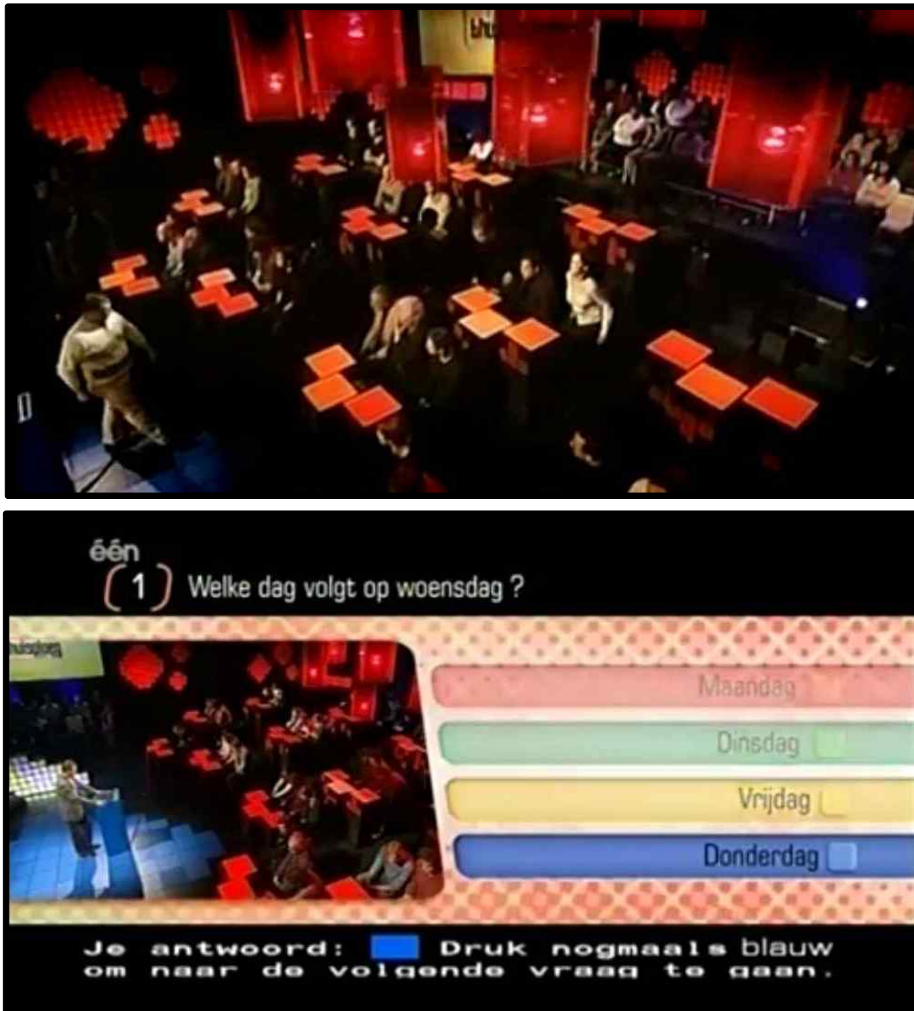 één
(1) Welke dag volgt op woensdag ?
Maandag
Dinsdag
Vrijdag
Donderdag
Je antwoord: Druk nogmaals blauw
om naar de volgende vraag te gaan.